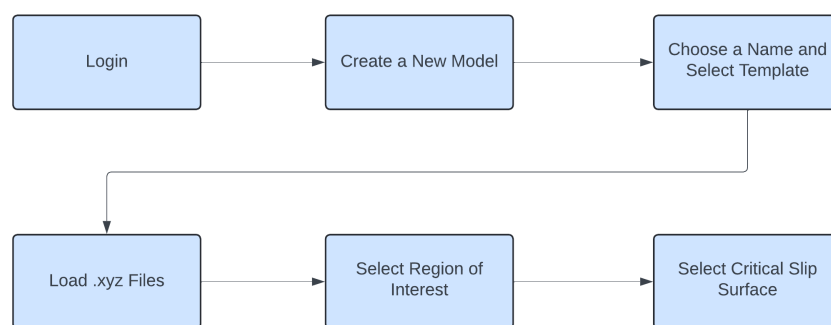 Login
Create a New Model
Choose a Name and
Select Template
Load .xyz Files
Select Region of
Interest
Select Critical Slip
Surface